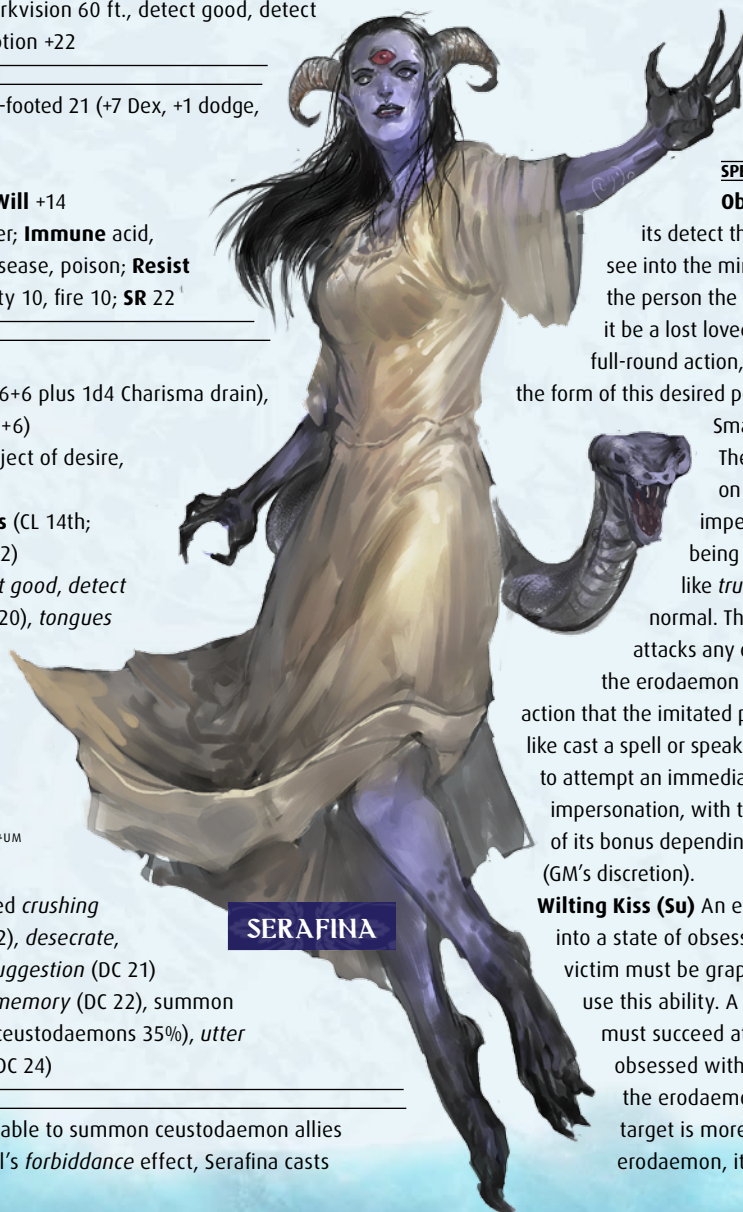 rkvision 60 ft., detect good, detect
otion +22
-footed 21 (+7 Dex, +1 dodge,
Will +14
er; Immune acid,
sease, poison; Resist
ity 10, fire 10; SR 22
6+6 plus 1d4 Charisma drain),
+6)
ject of desire,
s (CL 14th;
2)
t good, detect
20), tongues
UM
ed crushing
2), desecrate,
uggestion (DC 21)
memory (DC 22), summon
ceustodaemons 35%), utter
DC 24)
able to summon ceustodaemon allies
l's forbiddance effect, Serafina casts
SERAFINA
SPE
Ob
its detect th
see into the min
the person the
it be a lost love
full-round action,
the form of this desired p
Sma
The
on
impe
being
like tru
normal. Th
attacks any
the erodaemon
action that the imitated p
like cast a spell or speak
to attempt an immedia
impersonation, with t
of its bonus dependin
(GM's discretion).
Wilting Kiss (Su) An e
into a state of obsess
victim must be grap
use this ability. A
must succeed at
obsessed with
the erodaemo
target is more
erodaemon, it